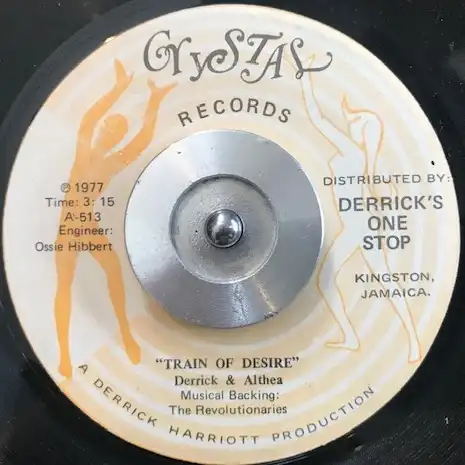 CRYSTAL
RECORDS
℗ 1977
Time: 3: 15
A-513
Engineer:
Ossie Hibbert
DISTRIBUTED BY:
DERRICK'S
ONE
STOP
KINGSTON,
JAMAICA.
"TRAIN OF DESIRE"
Derrick & Althea
Musical Backing:
The Revolutionaries
A DERRICK HARRIOTT PRODUCTION